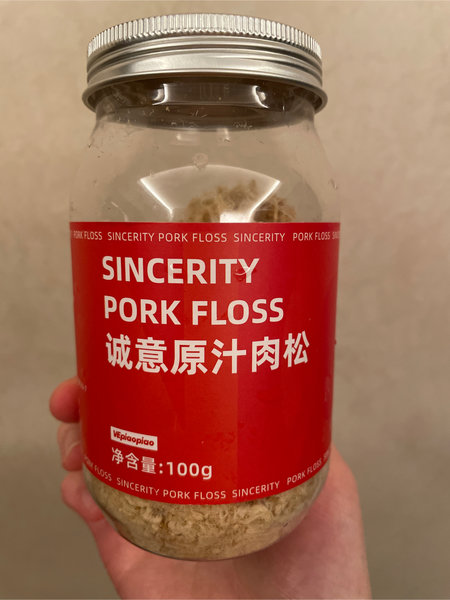 PORK FLOSS SINCERITY PORK FLOSS SINCERITY PORK FLOSS
SINCERITY
PORK FLOSS
诚意原汁肉松
VEpiaopiao
净含量:100g
FLOSS SINCERITY PORK FLOSS SINCERITY PORK FLOSS